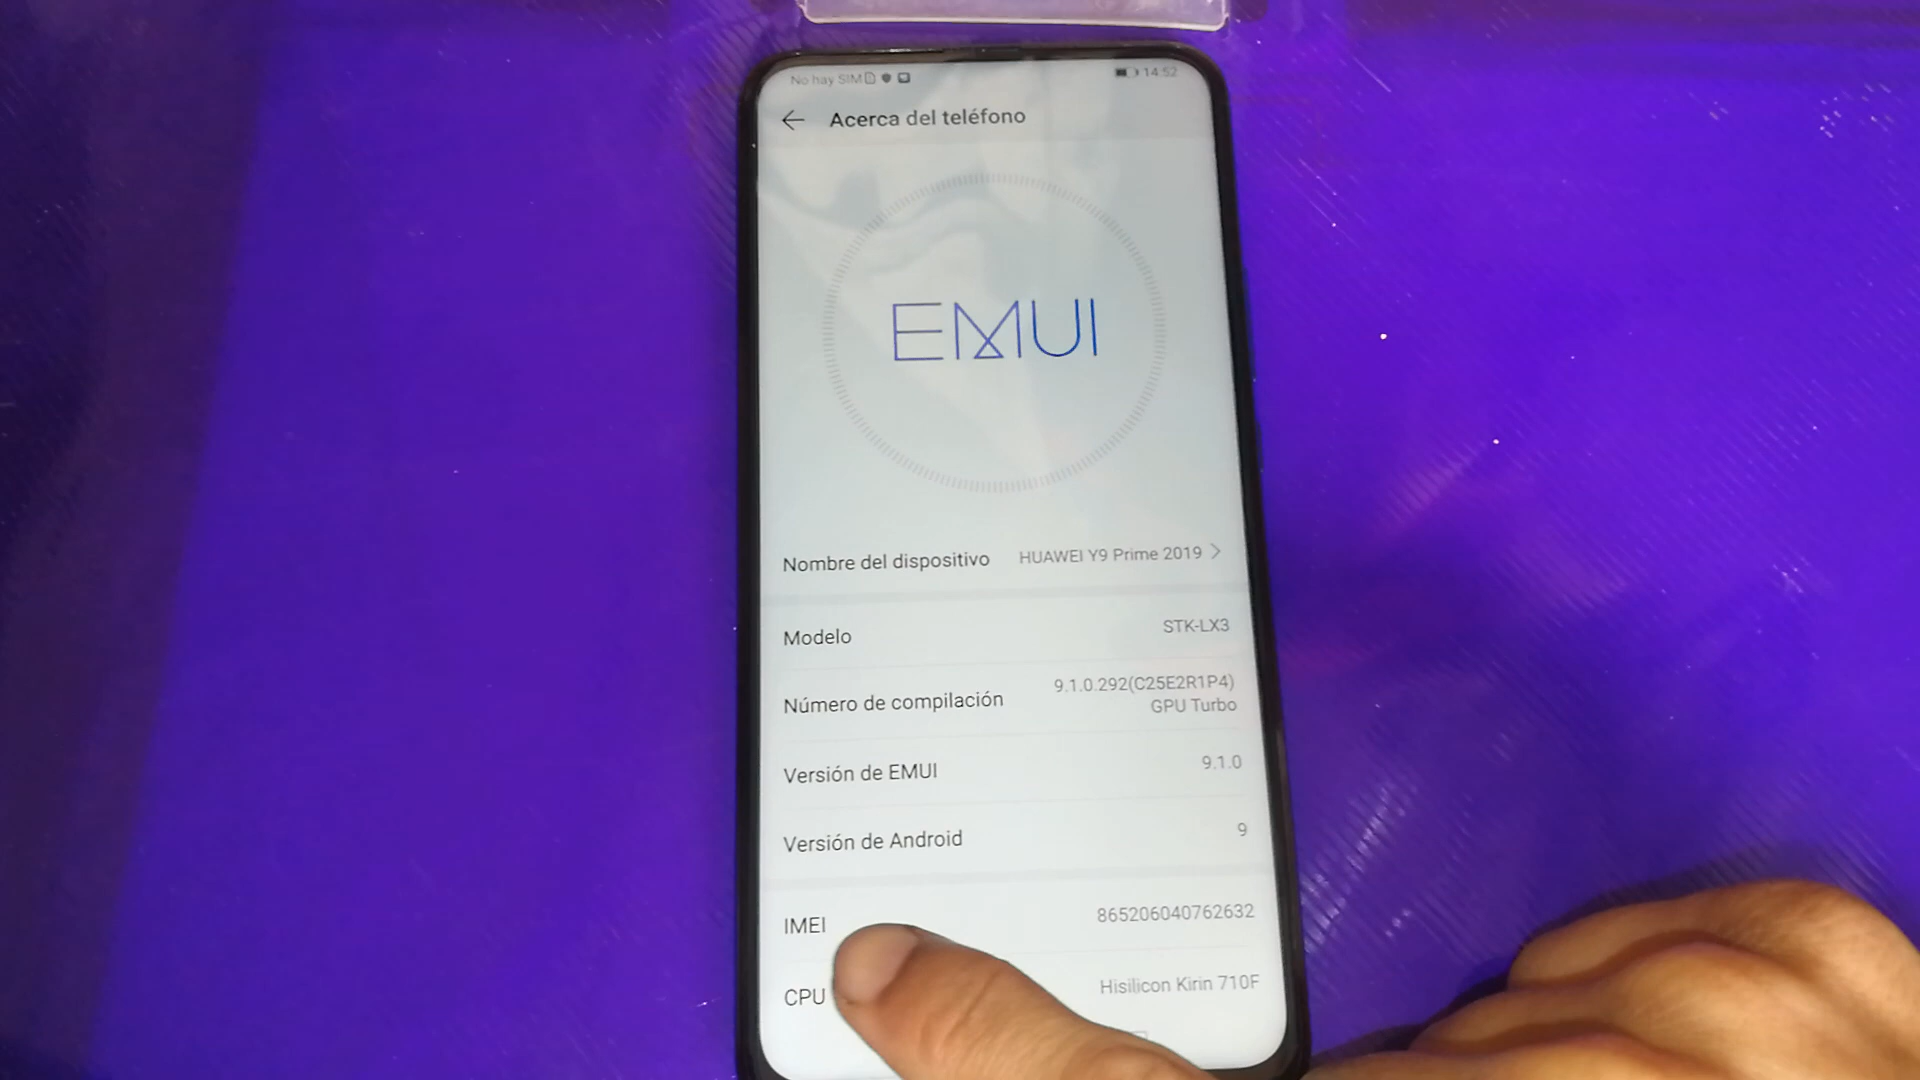 No hay SIM 14:52
Acerca del teléfono
EMUI
Nombre del dispositivo HUAWEI Y9 Prime 2019
Modelo STK-LX3
Número de compilación 9.1.0.292(C25E2R1P4)
GPU Turbo
Versión de EMUI 9.1.0
Versión de Android 9
IMEI 865206040762632
CPU Hisilicon Kirin 710F